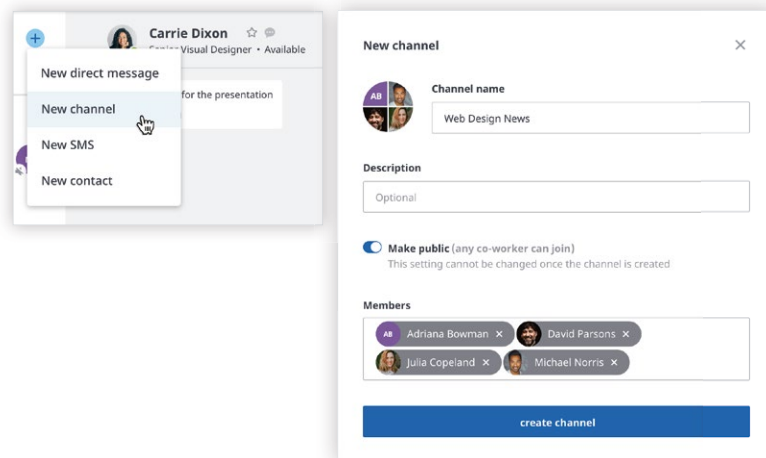 Carrie Dixon
Senior Visual Designer • Available
New direct message
for the presentation
New channel
New SMS
New contact
New channel
AB
Channel name
Web Design News
Description
Optional
Make public (any co-worker can join)
This setting cannot be changed once the channel is created
Members
AB Adriana Bowman × David Parsons ×
Julia Copeland × Michael Norris ×
create channel